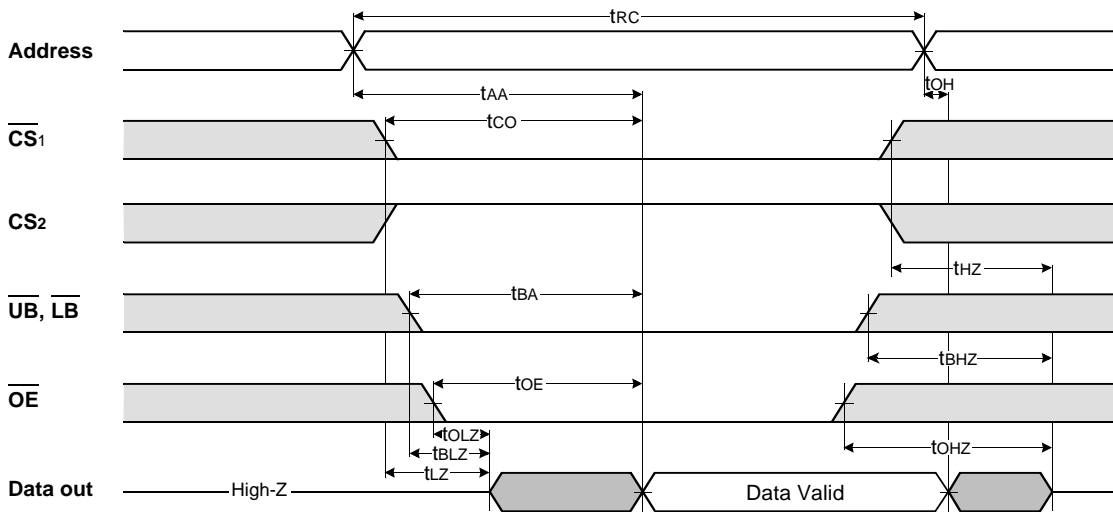 tRC
Address
tAA
tOH
CS1
tCO
CS2
tHZ
UB, LB
tBA
tBHZ
OE
tOE
tOLZ
tBLZ
tOHZ
tLZ
Data out
High-Z
Data Valid